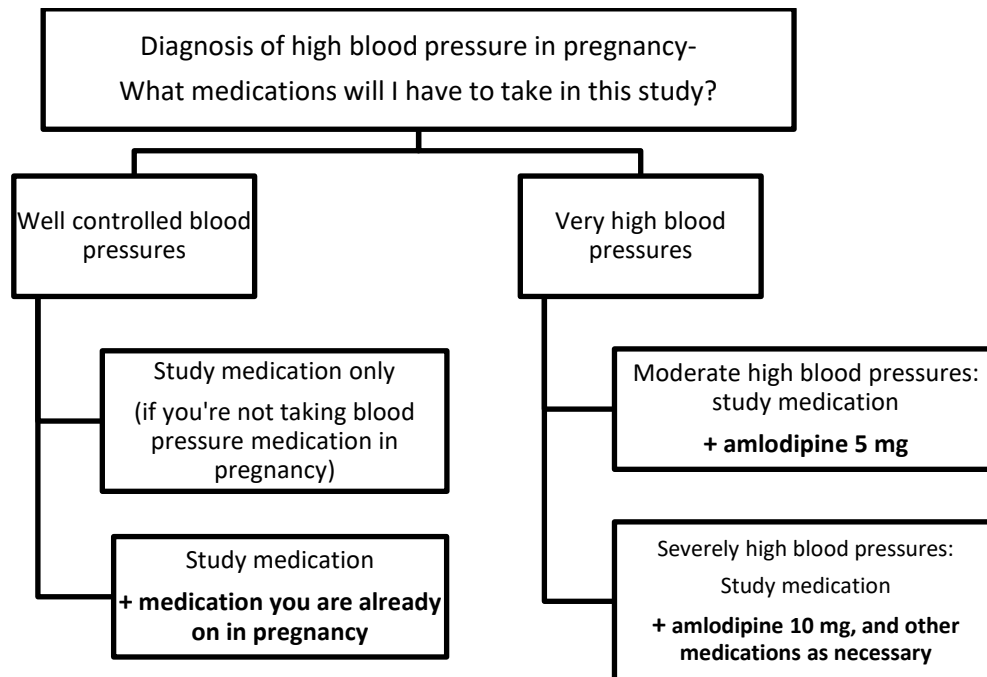 Diagnosis of high blood pressure in pregnancy-
What medications will I have to take in this study?
Well controlled blood
pressures
Very high blood
pressures
Study medication only
(if you're not taking blood
pressure medication in
pregnancy)
Moderate high blood pressures:
study medication
+ amlodipine 5 mg
Study medication
+ medication you are already
on in pregnancy
Severely high blood pressures:
Study medication
+ amlodipine 10 mg, and other
medications as necessary